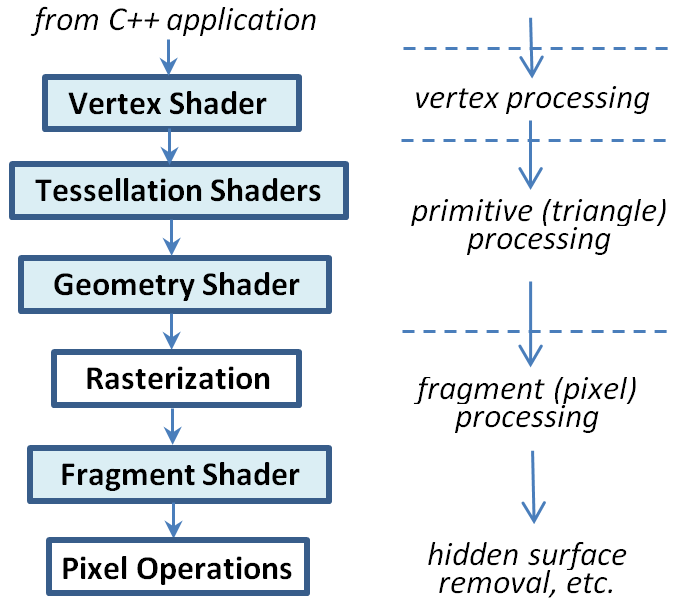 from C++ application
Vertex Shader
Tessellation Shaders
Geometry Shader
Rasterization
Fragment Shader
Pixel Operations
vertex processing
primitive (triangle)
processing
fragment (pixel)
processing
hidden surface
removal, etc.